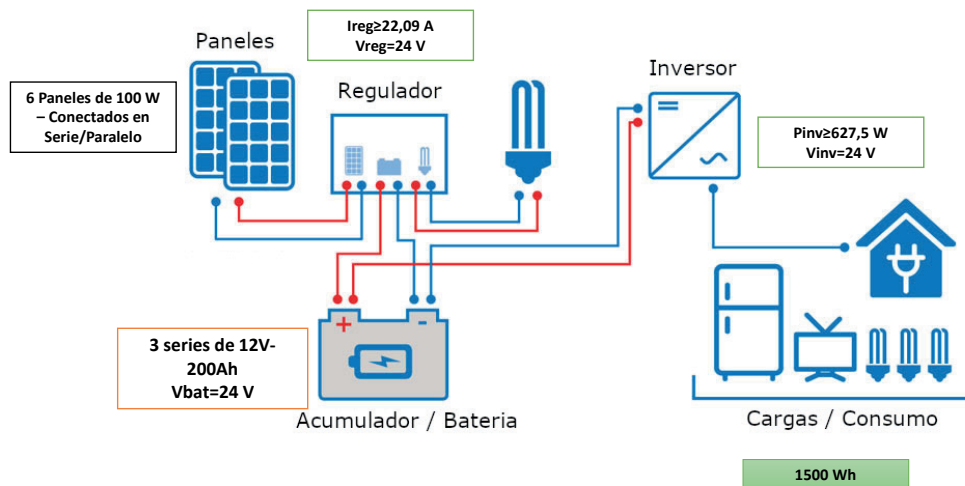 Ireg≥22,09 A
Vreg=24 V
Paneles
6 Paneles de 100 W
– Conectados en
Serie/Paralelo
Regulador
Inversor
Pinv≥627,5 W
Vinv=24 V
+
-
3 series de 12V-
200Ah
Vbat=24 V
Acumulador / Bateria
Cargas / Consumo
1500 Wh